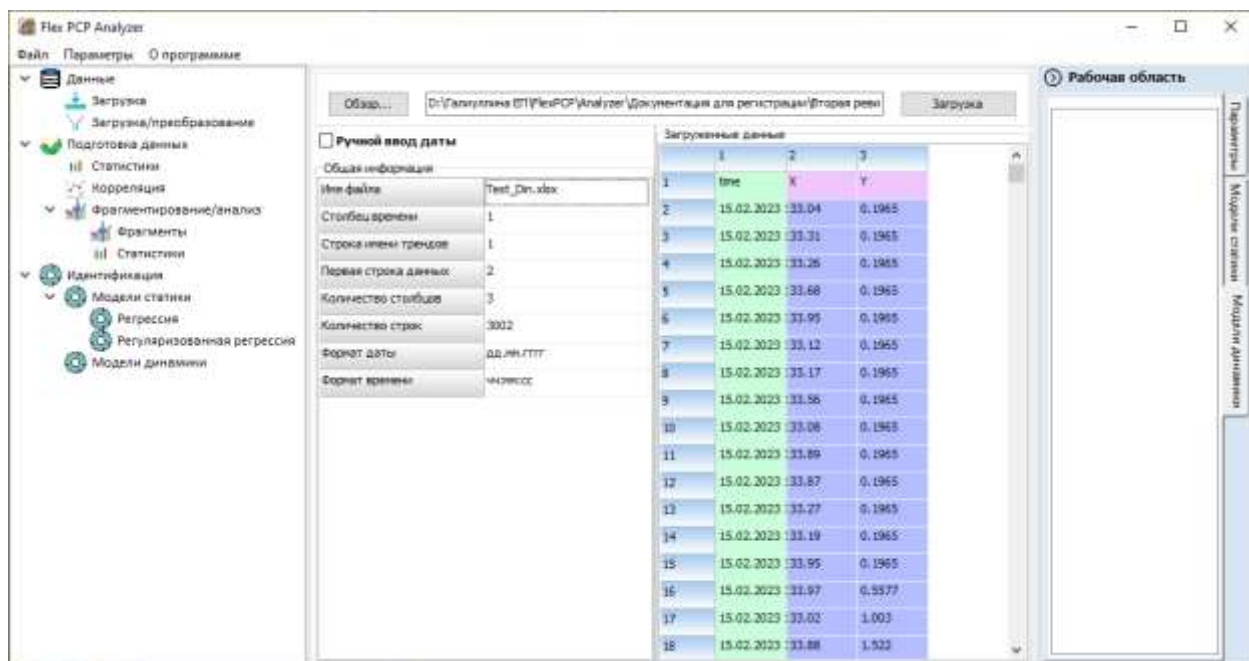 Flex PCP Analyzer
Файл Параметры О программе
Данные
Загрузка
Загрузка/преобразование
Подготовка данных
Статистики
Корреляция
Фрагментирование/анализ
Фрагменты
Статистики
Идентификация
Модели статики
Регрессия
Регуляризованная регрессия
Модели динамики
Обзор... D:\Галиуллина ЕП\FlexPCP\Analyzer\Документация для регистрации\Вторая реви Загрузка
Ручной ввод даты
Общая информация
Имя файла Test_Din.xlsx
Столбец времени 1
Строка имени трендов 1
Первая строка данных 2
Количество столбцов 3
Количество строк 3002
Формат даты дд.мм.гггг
Формат времени
Загруженные данные
1 2 3
1 time X Y
2 15.02.2023 33.04 0.1965
3 15.02.2023 33.31 0.1965
4 15.02.2023 33.26 0.1965
5 15.02.2023 33.68 0.1965
6 15.02.2023 33.95 0.1965
7 15.02.2023 33.12 0.1965
8 15.02.2023 33.17 0.1965
9 15.02.2023 33.56 0.1965
10 15.02.2023 33.08 0.1965
11 15.02.2023 33.89 0.1965
12 15.02.2023 33.87 0.1965
13 15.02.2023 33.27 0.1965
14 15.02.2023 33.19 0.1965
15 15.02.2023 33.95 0.1965
16 15.02.2023 33.97 0.5577
17 15.02.2023 33.02 1.003
18 15.02.2023 33.88 1.522
Рабочая область
Параметры
Модели статики
Модели динамики